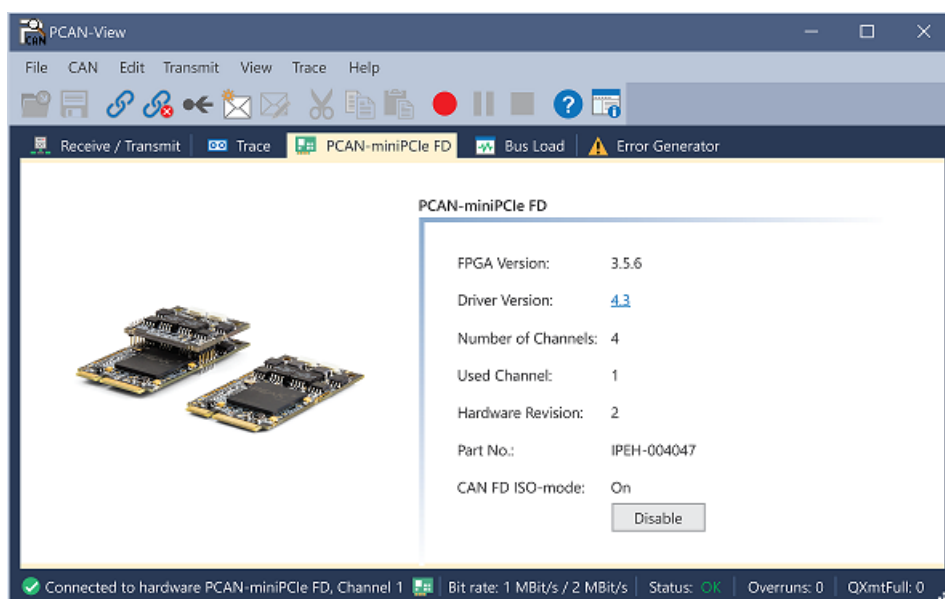 PCAN-View
File CAN Edit Transmit View Trace Help
Receive / Transmit Trace PCAN-miniPCIe FD Bus Load Error Generator
PCAN-miniPCIe FD
FPGA Version: 3.5.6
Driver Version: 4.3
Number of Channels: 4
Used Channel: 1
Hardware Revision: 2
Part No.: IPEH-004047
CAN FD ISO-mode: On
Disable
Connected to hardware PCAN-miniPCIe FD, Channel 1 Bit rate: 1 MBit/s / 2 MBit/s Status: OK Overruns: 0 QXmtFull: 0